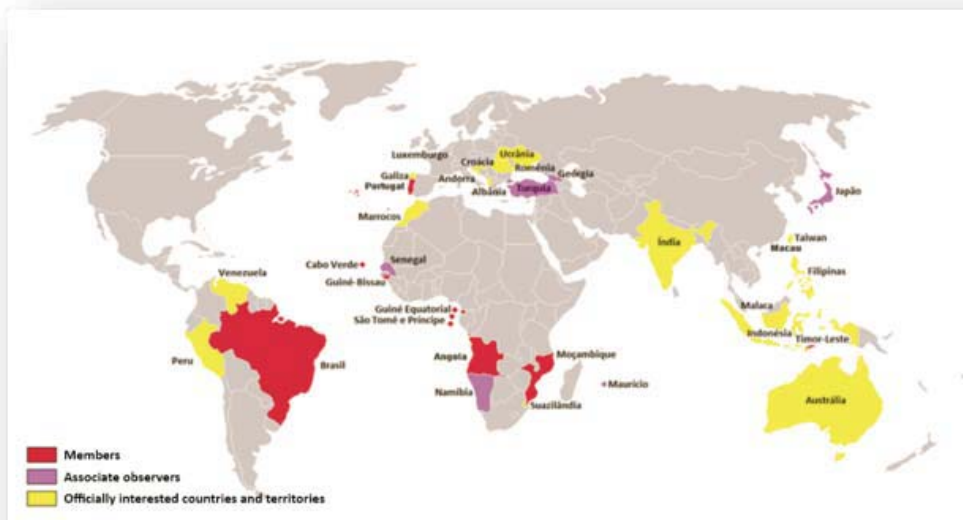 Luxemburgo
Croácia
Ucrânia
Roménia
Geórgia
Andorra
Albânia
Turquia
Galiza
Portugal
Japão
Marrocos
Índia
Taiwan
Macau
Filipinas
Cabo Verde
Senegal
Guiné-Bissau
Venezuela
Guiné Equatorial
São Tomé e Príncipe
Malaca
Indonésia
Timor-Leste
Peru
Brasil
Angola
Moçambique
Namíbia
Maurício
Suazilândia
Austrália
Members
Associate observers
Officially interested countries and territories